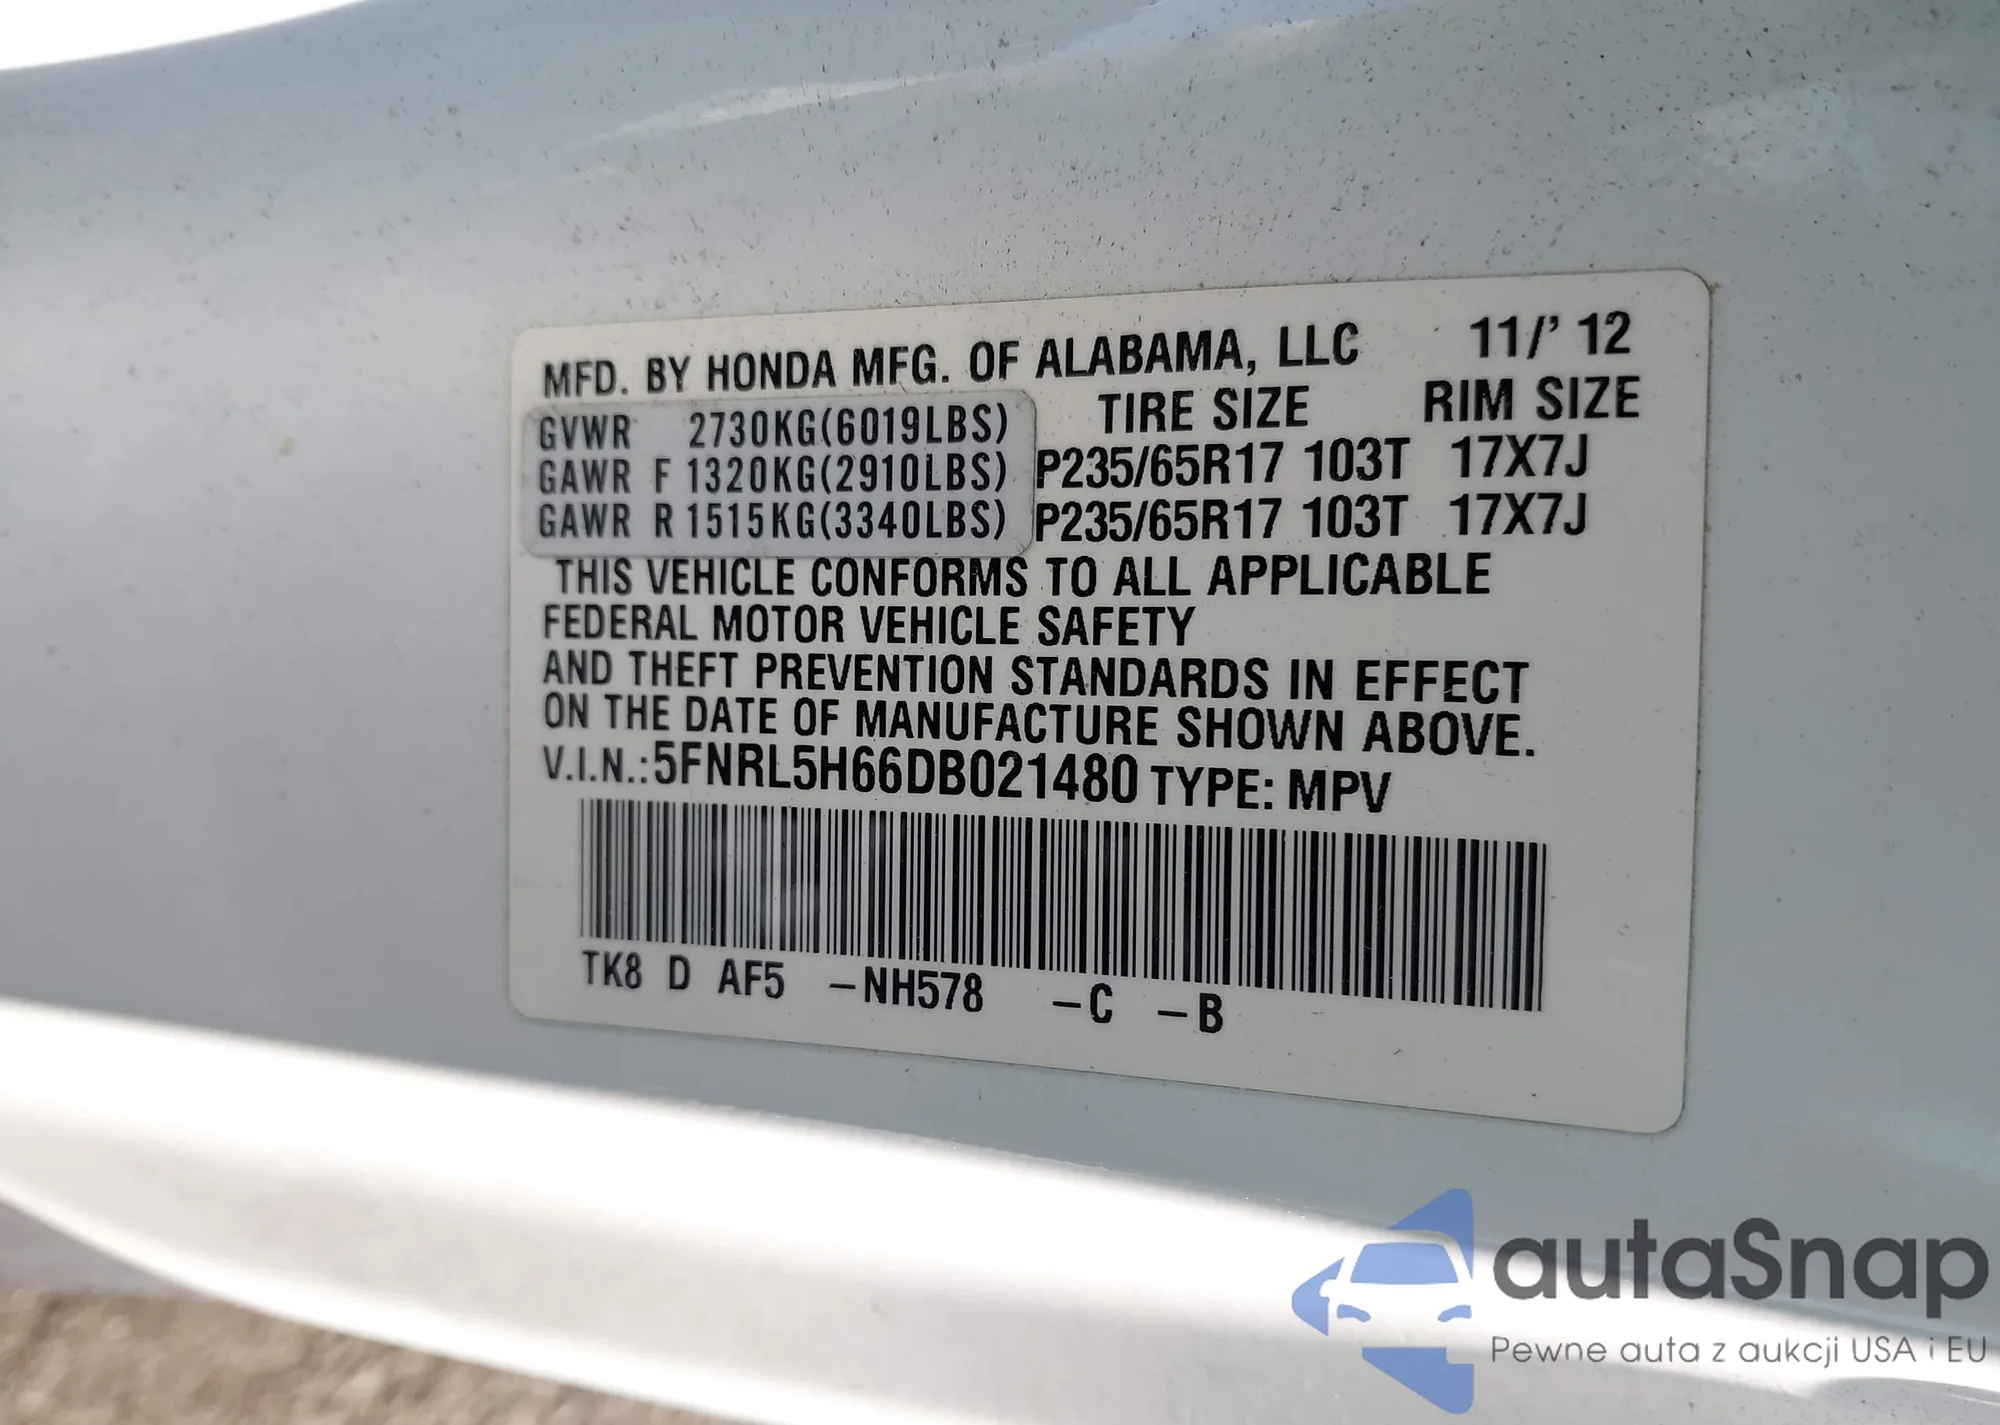 MFD. BY HONDA MFG. OF ALABAMA, LLC 11/' 12
TIRE SIZE RIM SIZE
GVWR 2730KG(6019LBS)
GAWR F 1320KG(2910LBS) P235/65R17 103T 17X7J
GAWR R 1515KG(3340LBS) P235/65R17 103T 17X7J
THIS VEHICLE CONFORMS TO ALL APPLICABLE
FEDERAL MOTOR VEHICLE SAFETY
AND THEFT PREVENTION STANDARDS IN EFFECT
ON THE DATE OF MANUFACTURE SHOWN ABOVE.
V.I.N.:5FNRL5H66DB021480 TYPE: MPV
TK8 D AF5 -NH578 -C -B
autaSnap
Pewne auta z aukcji USA i EU